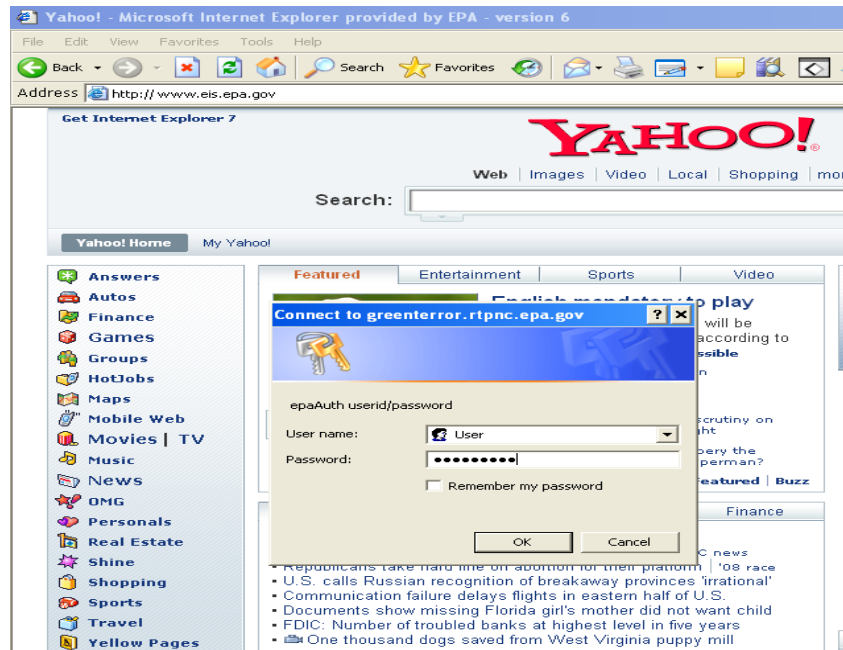 Yahoo! - Microsoft Internet Explorer provided by EPA - version 6
File Edit View Favorites Tools Help
Back Search Favorites
Address http:// www.eis.epa.gov
Get Internet Explorer 7
YAHOO!®
Web | Images | Video | Local | Shopping |
Search:
Yahoo! Home My Yahoo!
Answers
Autos
Finance
Games
Groups
HotJobs
Maps
Mobile Web
Movies | TV
Music
News
OMG
Personals
Real Estate
Shine
Shopping
Sports
Travel
Yellow Pages
Featured Entertainment Sports Video
English mandatory to play
will be
according to
Connect to greenterror.rtpnc.epa.gov
epaAuth userid/password
User name: User
Password: •••••••••
Remember my password
OK Cancel
scrutiny on
perman?
Featured | Buzz
Finance
news
Republicans take hard line on abortion for their platform | '08 race
• U.S. calls Russian recognition of breakaway provinces 'irrational'
• Communication failure delays flights in eastern half of U.S.
• Documents show missing Florida girl's mother did not want child
• FDIC: Number of troubled banks at highest level in five years
• One thousand dogs saved from West Virginia puppy mill